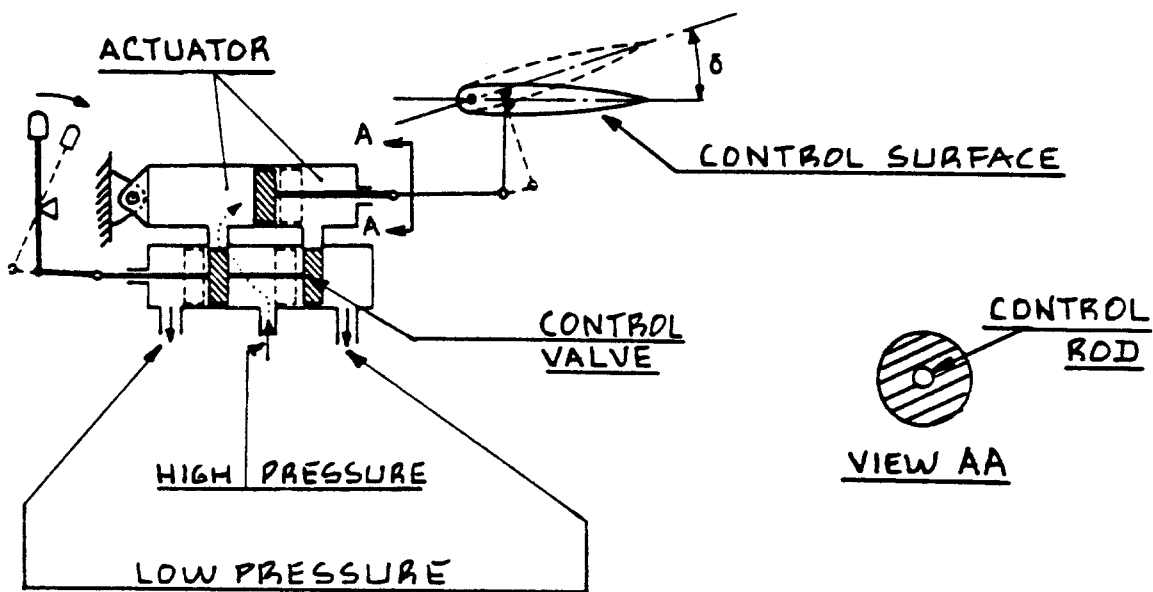 ACTUATOR
δ
A
CONTROL SURFACE
A
CONTROL
VALVE
CONTROL
ROD
HIGH PRESSURE
VIEW AA
LOW PRESSURE